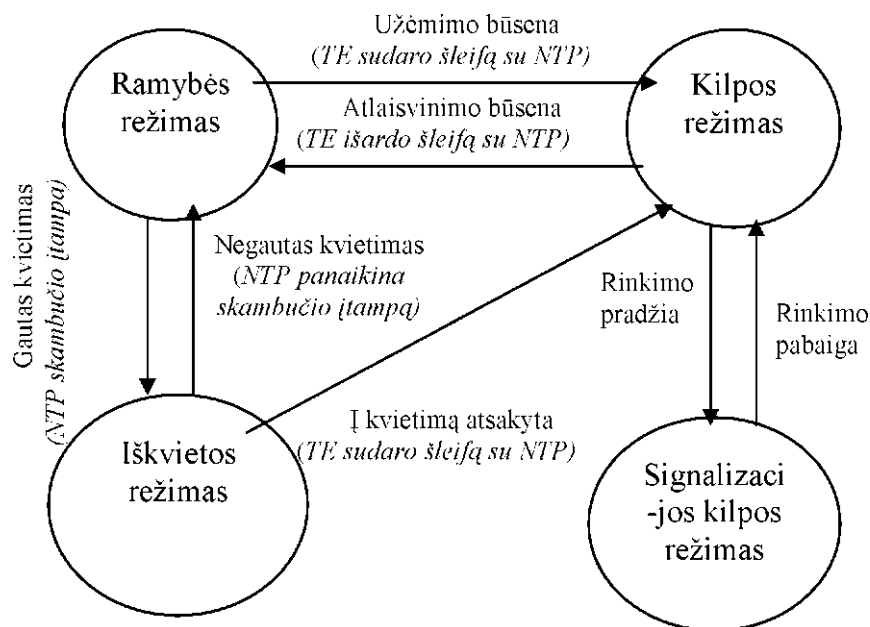 Užėmimo būsena
(TE sudaro šleifą su NTP)
Ramybės
režimas
Kilpos
režimas
Atlaisvinimo būsena
(TE išardo šleifą su NTP)
Gautas kvietimas
(NTP skambučio įtampa)
Negautas kvietimas
(NTP panaikina
skambučio įtampą)
Rinkimo
pradžia
Rinkimo
pabaiga
Į kvietimą atsakyta
(TE sudaro šleifą su NTP)
Iškvietos
režimas
Signalizaci
-jos kilpos
režimas